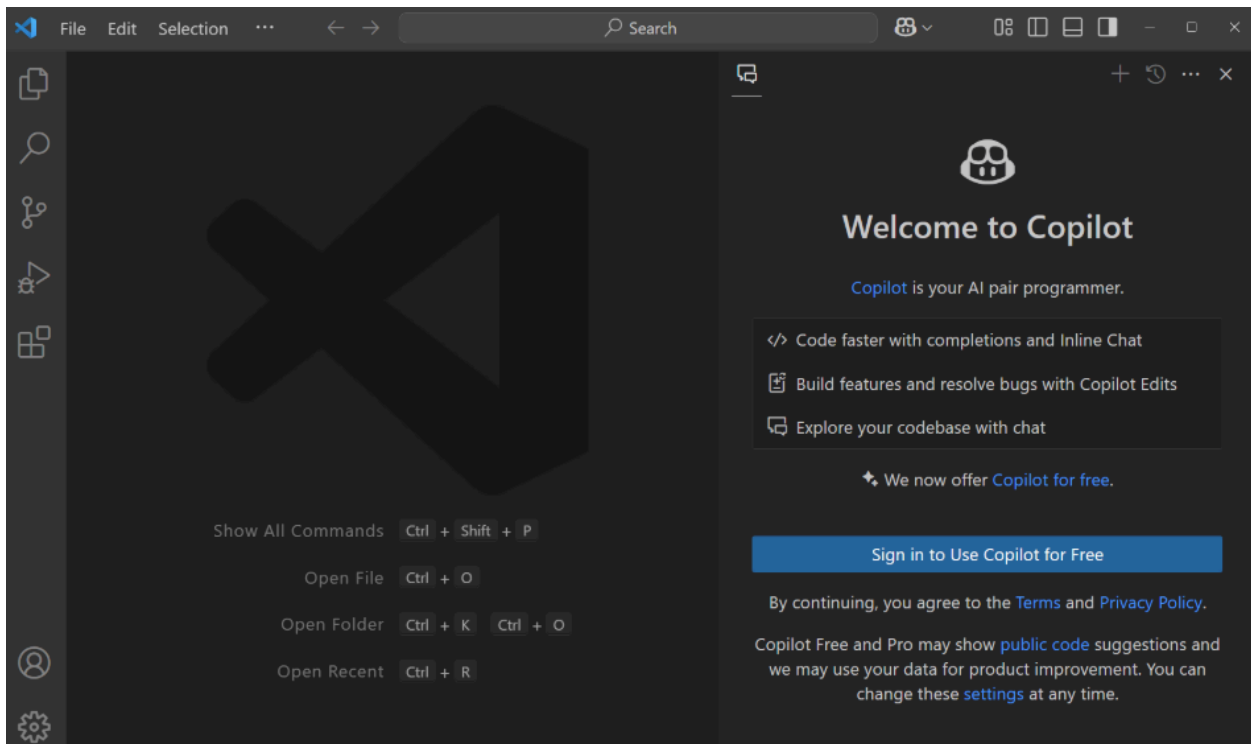 File Edit Selection ··· Search
Welcome to Copilot
Copilot is your AI pair programmer.
Code faster with completions and Inline Chat
Build features and resolve bugs with Copilot Edits
Explore your codebase with chat
We now offer Copilot for free.
Sign in to Use Copilot for Free
By continuing, you agree to the Terms and Privacy Policy.
Copilot Free and Pro may show public code suggestions and
we may use your data for product improvement. You can
change these settings at any time.
Show All Commands Ctrl + Shift + P
Open File Ctrl + O
Open Folder Ctrl + K Ctrl + O
Open Recent Ctrl + R